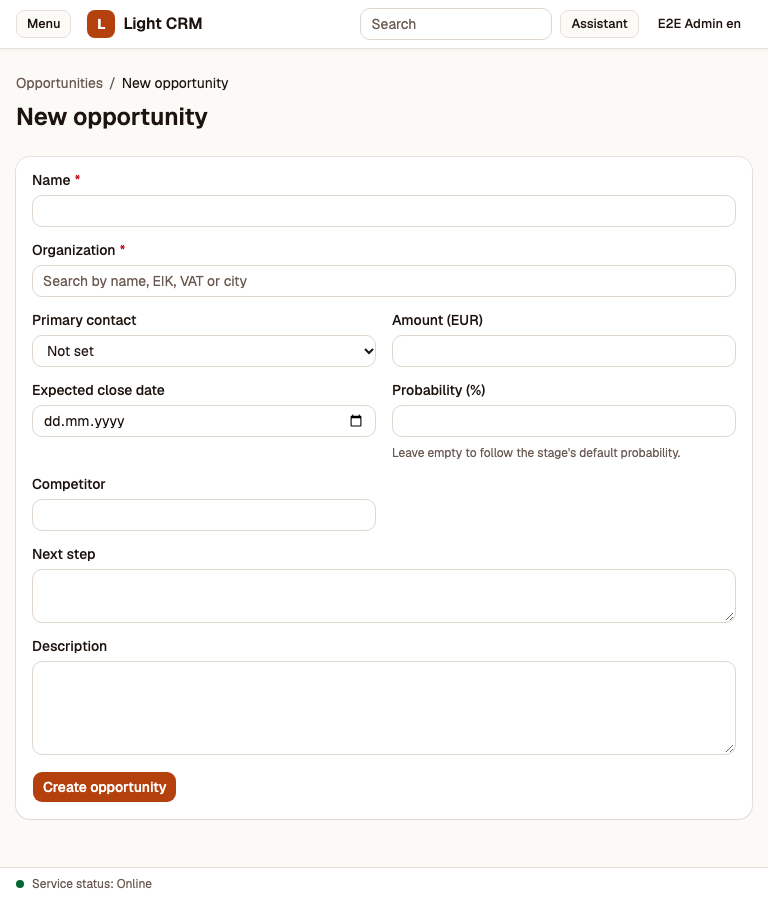 Menu L Light CRM Search Assistant E2E Admin en
Opportunities / New opportunity
New opportunity
Name *
Organization *
Search by name, EIK, VAT or city
Primary contact Amount (EUR)
Not set
Expected close date Probability (%)
dd.mm.yyyy
Leave empty to follow the stage's default probability.
Competitor
Next step
Description
Create opportunity
Service status: Online